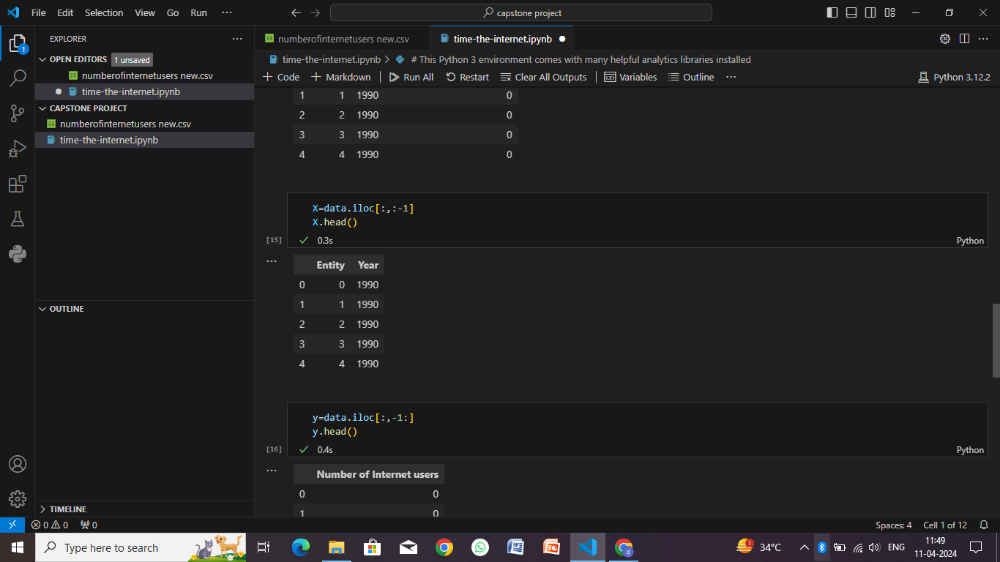 File Edit Selection View Go Run ··· capstone project
EXPLORER ···
OPEN EDITORS 1 unsaved
numberofinternetusers new.csv
time-the-internet.ipynb
CAPSTONE PROJECT
numberofinternetusers new.csv
time-the-internet.ipynb
OUTLINE
TIMELINE
numberofinternetusers new.csv time-the-internet.ipynb ···
time-the-internet.ipynb > # This Python 3 environment comes with many helpful analytics libraries installed
+ Code + Markdown | Run All Restart Clear All Outputs | Variables Outline ··· Python 3.12.2
1 1 1990 0
2 2 1990 0
3 3 1990 0
4 4 1990 0
X=data.iloc[:,:-1]
X.head()
[15] 0.3s Python
··· Entity Year
0 0 1990
1 1 1990
2 2 1990
3 3 1990
4 4 1990
y=data.iloc[:,-1:]
y.head()
[16] 0.4s Python
··· Number of Internet users
0 0
1 0
0 0 0 Spaces: 4 Cell 1 of 12
Type here to search 34°C ENG 11:49
11-04-2024